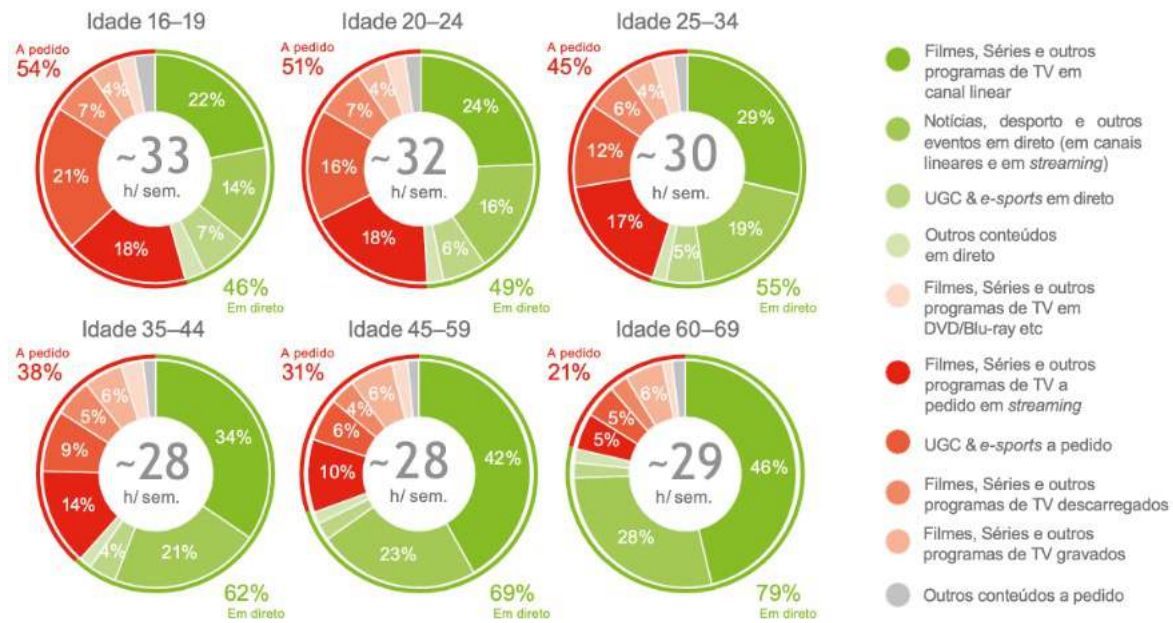 Idade 16–19
A pedido
54%
22%
14%
7%
18%
21%
7%
4%
~33
h/ sem.
46%
Em direto
Idade 20–24
A pedido
51%
24%
16%
6%
18%
16%
7%
4%
~32
h/ sem.
49%
Em direto
Idade 25–34
A pedido
45%
29%
19%
5%
17%
12%
6%
4%
~30
h/ sem.
55%
Em direto
Idade 35–44
A pedido
38%
34%
21%
4%
14%
9%
5%
6%
~28
h/ sem.
62%
Em direto
Idade 45–59
A pedido
31%
42%
23%
10%
6%
4%
6%
~28
h/ sem.
69%
Em direto
Idade 60–69
A pedido
21%
46%
28%
5%
5%
6%
~29
h/ sem.
79%
Em direto
Filmes, Séries e outros
programas de TV em
canal linear
Notícias, desporto e outros
eventos em direto (em canais
lineares e em streaming)
UGC & e-sports em direto
Outros conteúdos
em direto
Filmes, Séries e outros
programas de TV em
DVD/Blu-ray etc
Filmes, Séries e outros
programas de TV a
pedido em streaming
UGC & e-sports a pedido
Filmes, Séries e outros
programas de TV descarregados
Filmes, Séries e outros
programas de TV gravados
Outros conteúdos a pedido